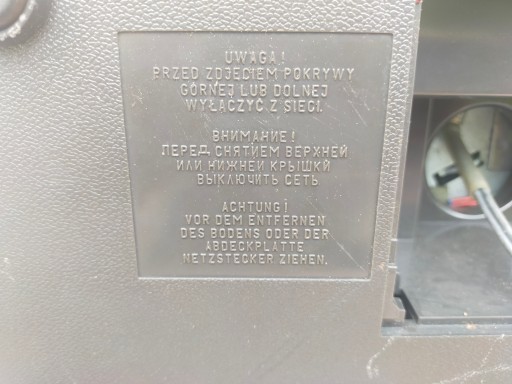 UWAGA!
PRZED ZDJECIEM POKRYWY
GÓRNEJ LUB DOLNEJ
WYŁĄCZYĆ Z SIECI.
ВНИМАНИЕ!
ПЕРЕД СНЯТИЕМ ВЕРХНЕЙ
ИЛИ НИЖНЕЙ КРЫШКИ
ВЫКЛЮЧИТЬ СЕТЬ
ACHTUNG!
VOR DEM ENTFERNEN
DES BODENS ODER DER
ABDECKPLATTE
NETZSTECKER ZIEHEN.